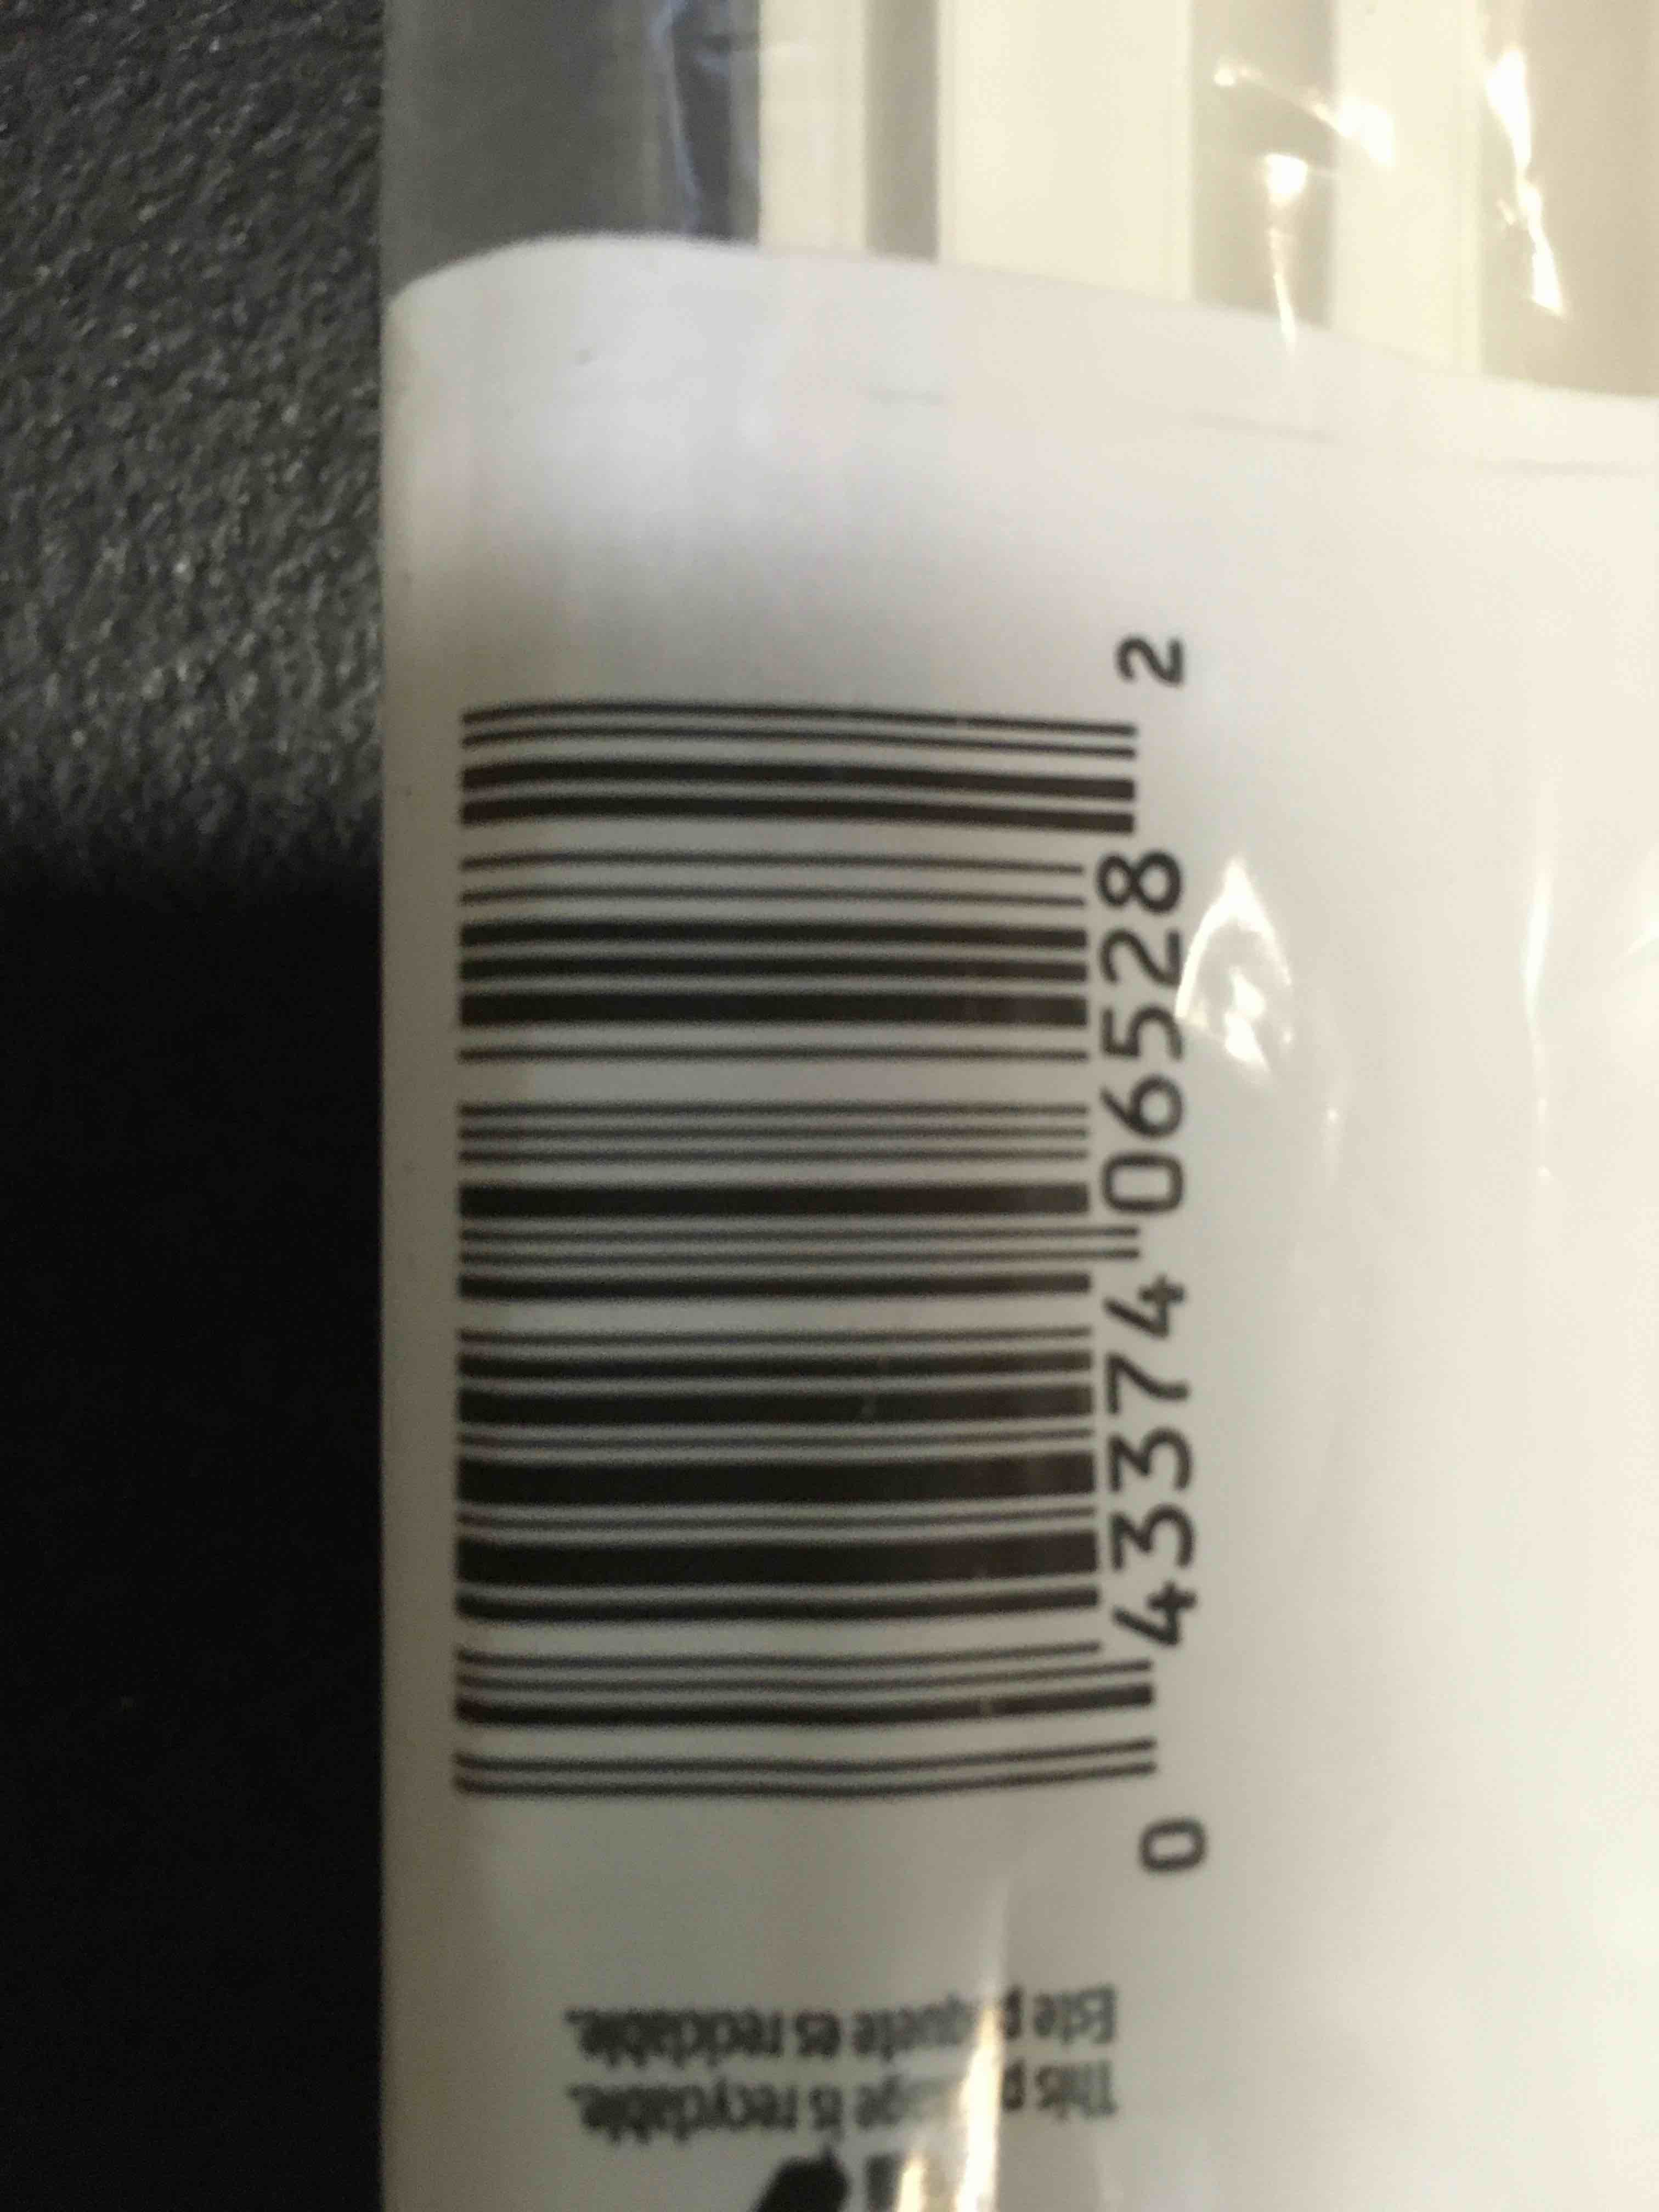 This package is recyclable.
Este paquete es reciclable.
0 43374 06528 2